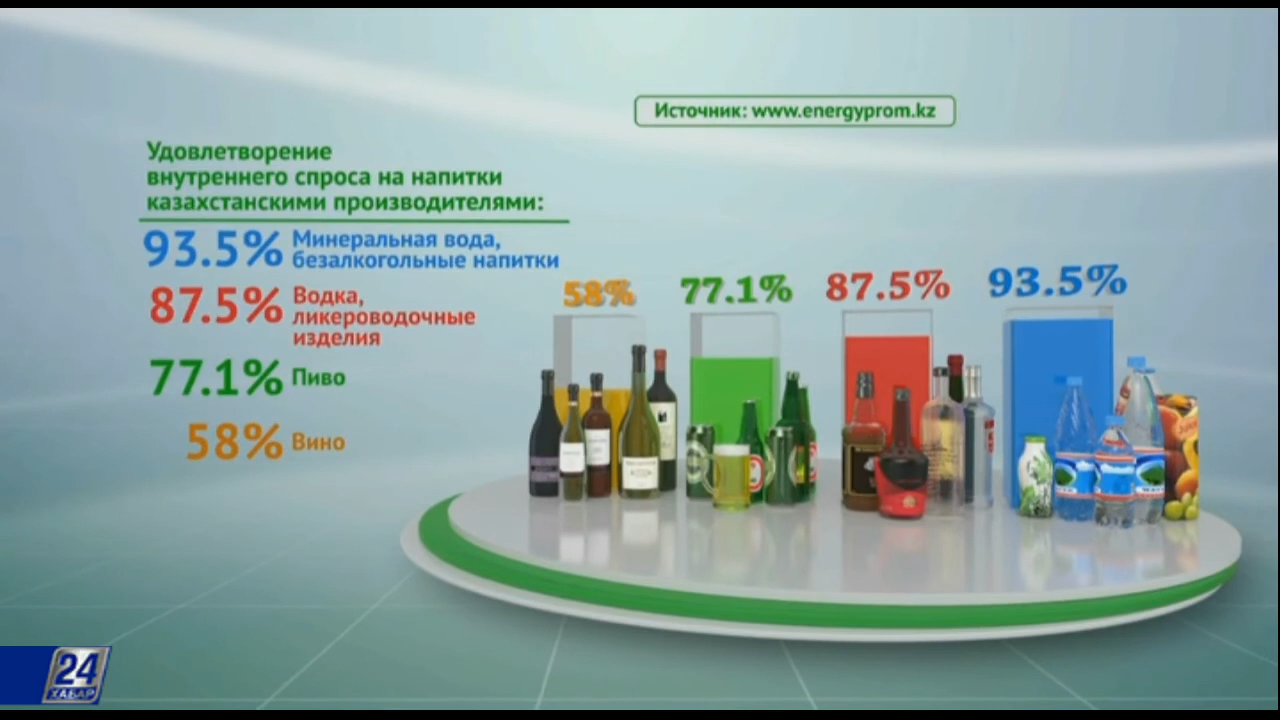 Источник: www.energyprom.kz
Удовлетворение
внутреннего спроса на напитки
казахстанскими производителями:
93.5% Минеральная вода,
безалкогольные напитки
87.5% Водка,
ликероводочные
изделия
77.1% Пиво
58% Вино
58% 77.1% 87.5% 93.5%
24
ХАБАР